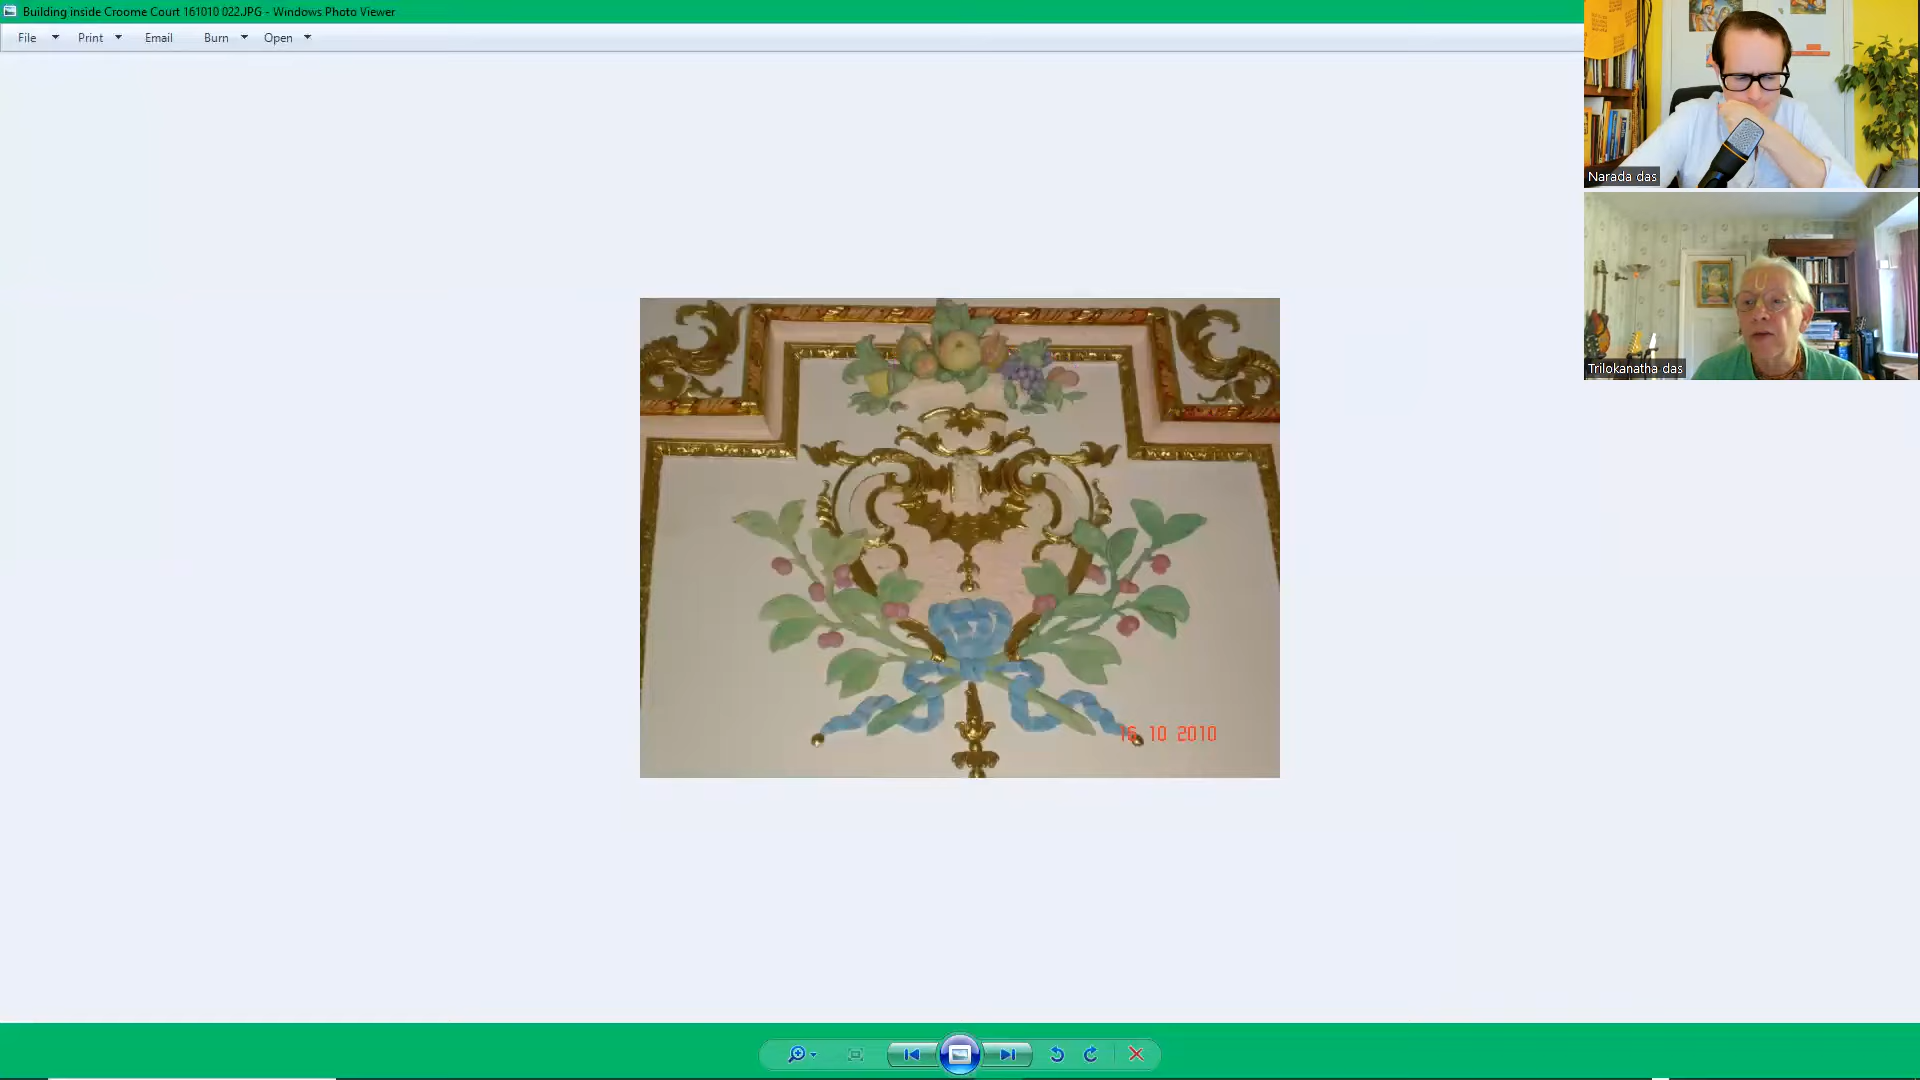 Building inside Croome Court 161010 022.JPG - Windows Photo Viewer
File Print Email Burn Open
Narada das
Trilokanatha das
16 10 2010